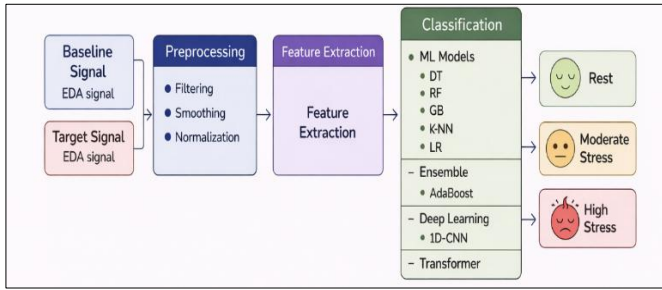 Baseline
Signal
EDA signal
Target Signal
EDA signal
Preprocessing
• Filtering
• Smoothing
• Normalization
Feature Extraction
Feature
Extraction
Classification
• ML Models
• DT
• RF
• GB
• K-NN
• LR
– Ensemble
• AdaBoost
– Deep Learning
• 1D-CNN
– Transformer
Rest
Moderate
Stress
High
Stress